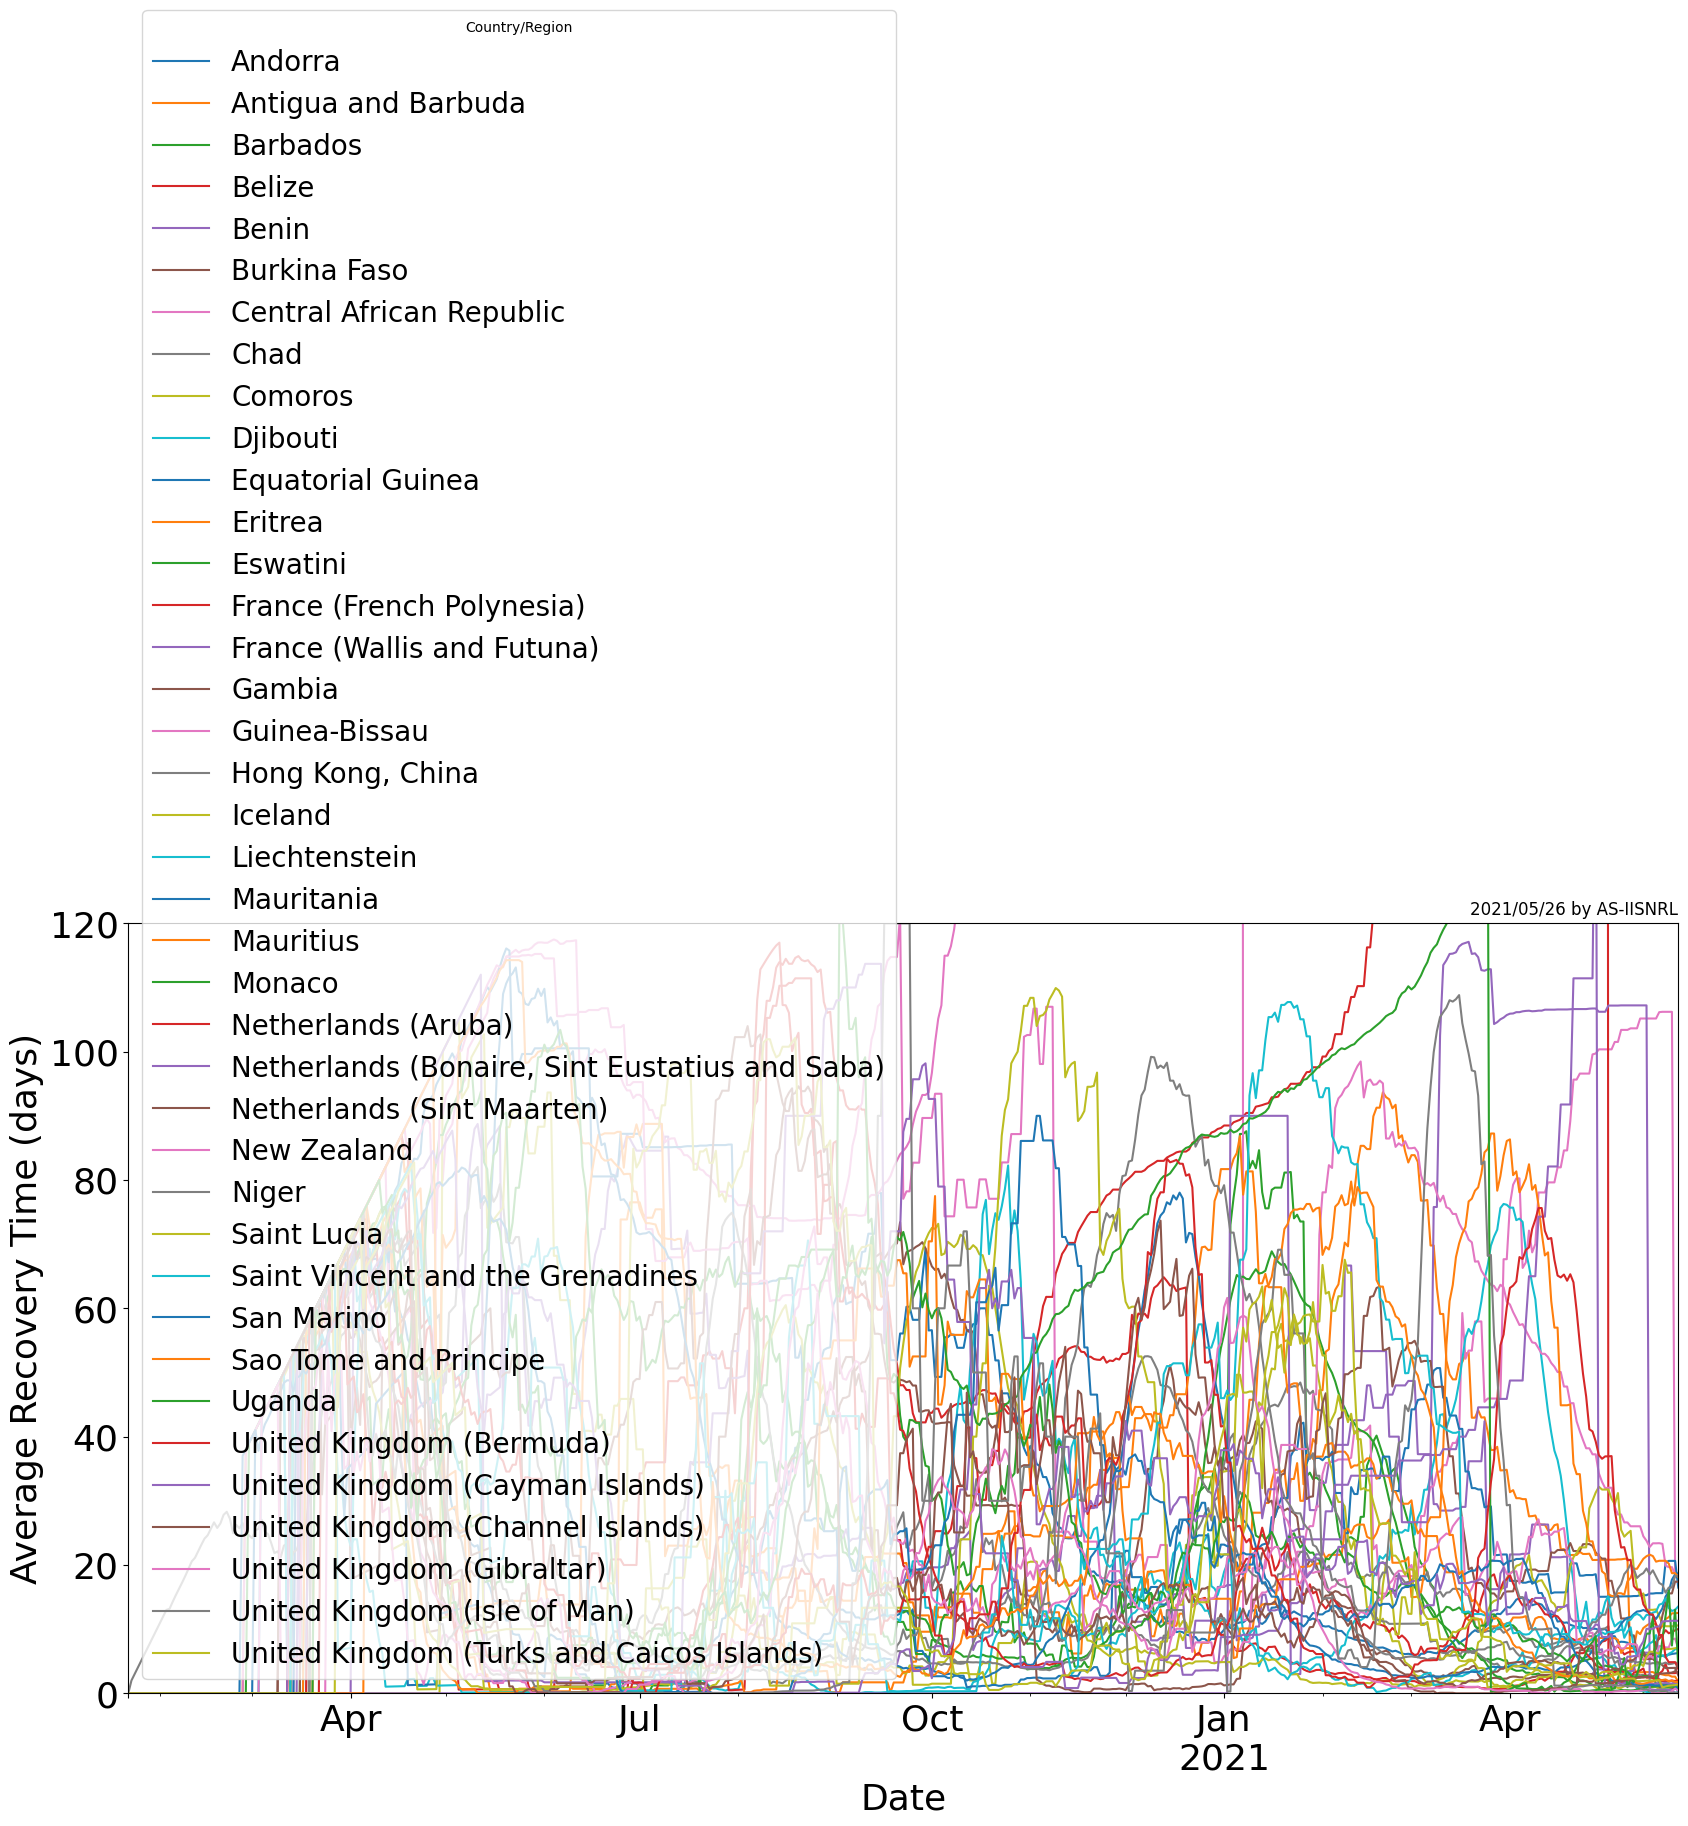 Country/Region
Andorra
Antigua and Barbuda
Barbados
Belize
Benin
Burkina Faso
Central African Republic
Chad
Comoros
Djibouti
Equatorial Guinea
Eritrea
Eswatini
France (French Polynesia)
France (Wallis and Futuna)
Gambia
Guinea-Bissau
Hong Kong, China
Iceland
Liechtenstein
Mauritania
Mauritius
Monaco
Netherlands (Aruba)
Netherlands (Bonaire, Sint Eustatius and Saba)
Netherlands (Sint Maarten)
New Zealand
Niger
Saint Lucia
Saint Vincent and the Grenadines
San Marino
Sao Tome and Principe
Uganda
United Kingdom (Bermuda)
United Kingdom (Cayman Islands)
United Kingdom (Channel Islands)
United Kingdom (Gibraltar)
United Kingdom (Isle of Man)
United Kingdom (Turks and Caicos Islands)
2021/05/26 by AS-IISNRL
Average Recovery Time (days)
120
100
80
60
40
20
0
Apr
Jul
Oct
Jan
2021
Apr
Date